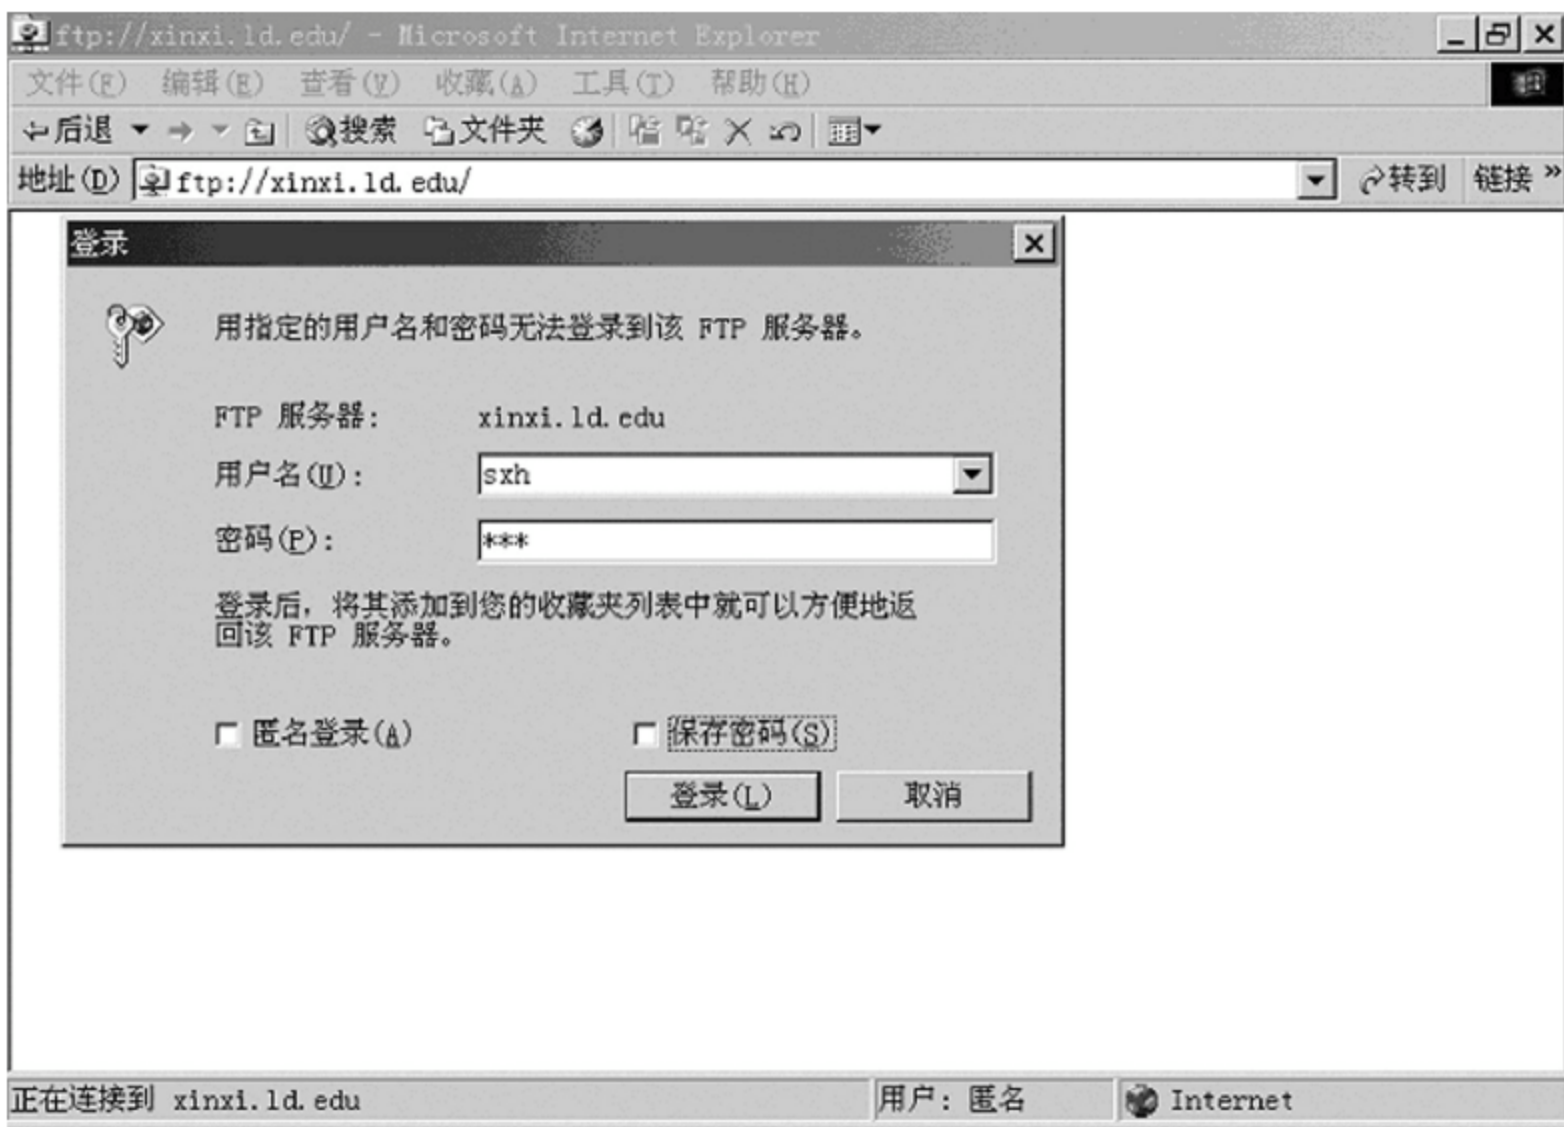 ftp://xinxi.ld.edu/ - Microsoft Internet Explorer
文件(F) 编辑(E) 查看(V) 收藏(A) 工具(T) 帮助(H)
后退 搜索 文件夹
地址(D) ftp://xinxi.ld.edu/ 转到 链接 »
登录
用指定的用户名和密码无法登录到该 FTP 服务器。
FTP 服务器: xinxi.ld.edu
用户名(U): sxh
密码(P): ***
登录后，将其添加到您的收藏夹列表中就可以方便地返
回该 FTP 服务器。
匿名登录(A) 保存密码(S)
登录(L) 取消
正在连接到 xinxi.ld.edu 用户: 匿名 Internet